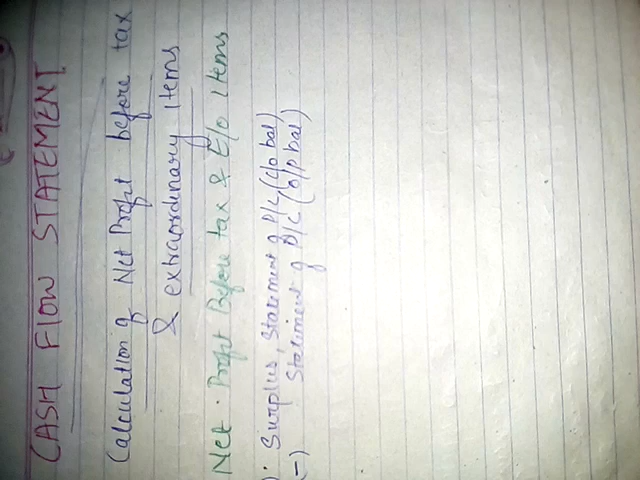 CASH FLOW STATEMENT
Calculation of Net Profit before tax
& extraordinary items
Net Profit Before tax & E/O items
Surplus, Statement of P/L (c/o bal)
(-) Statement of P/L (o/p bal)